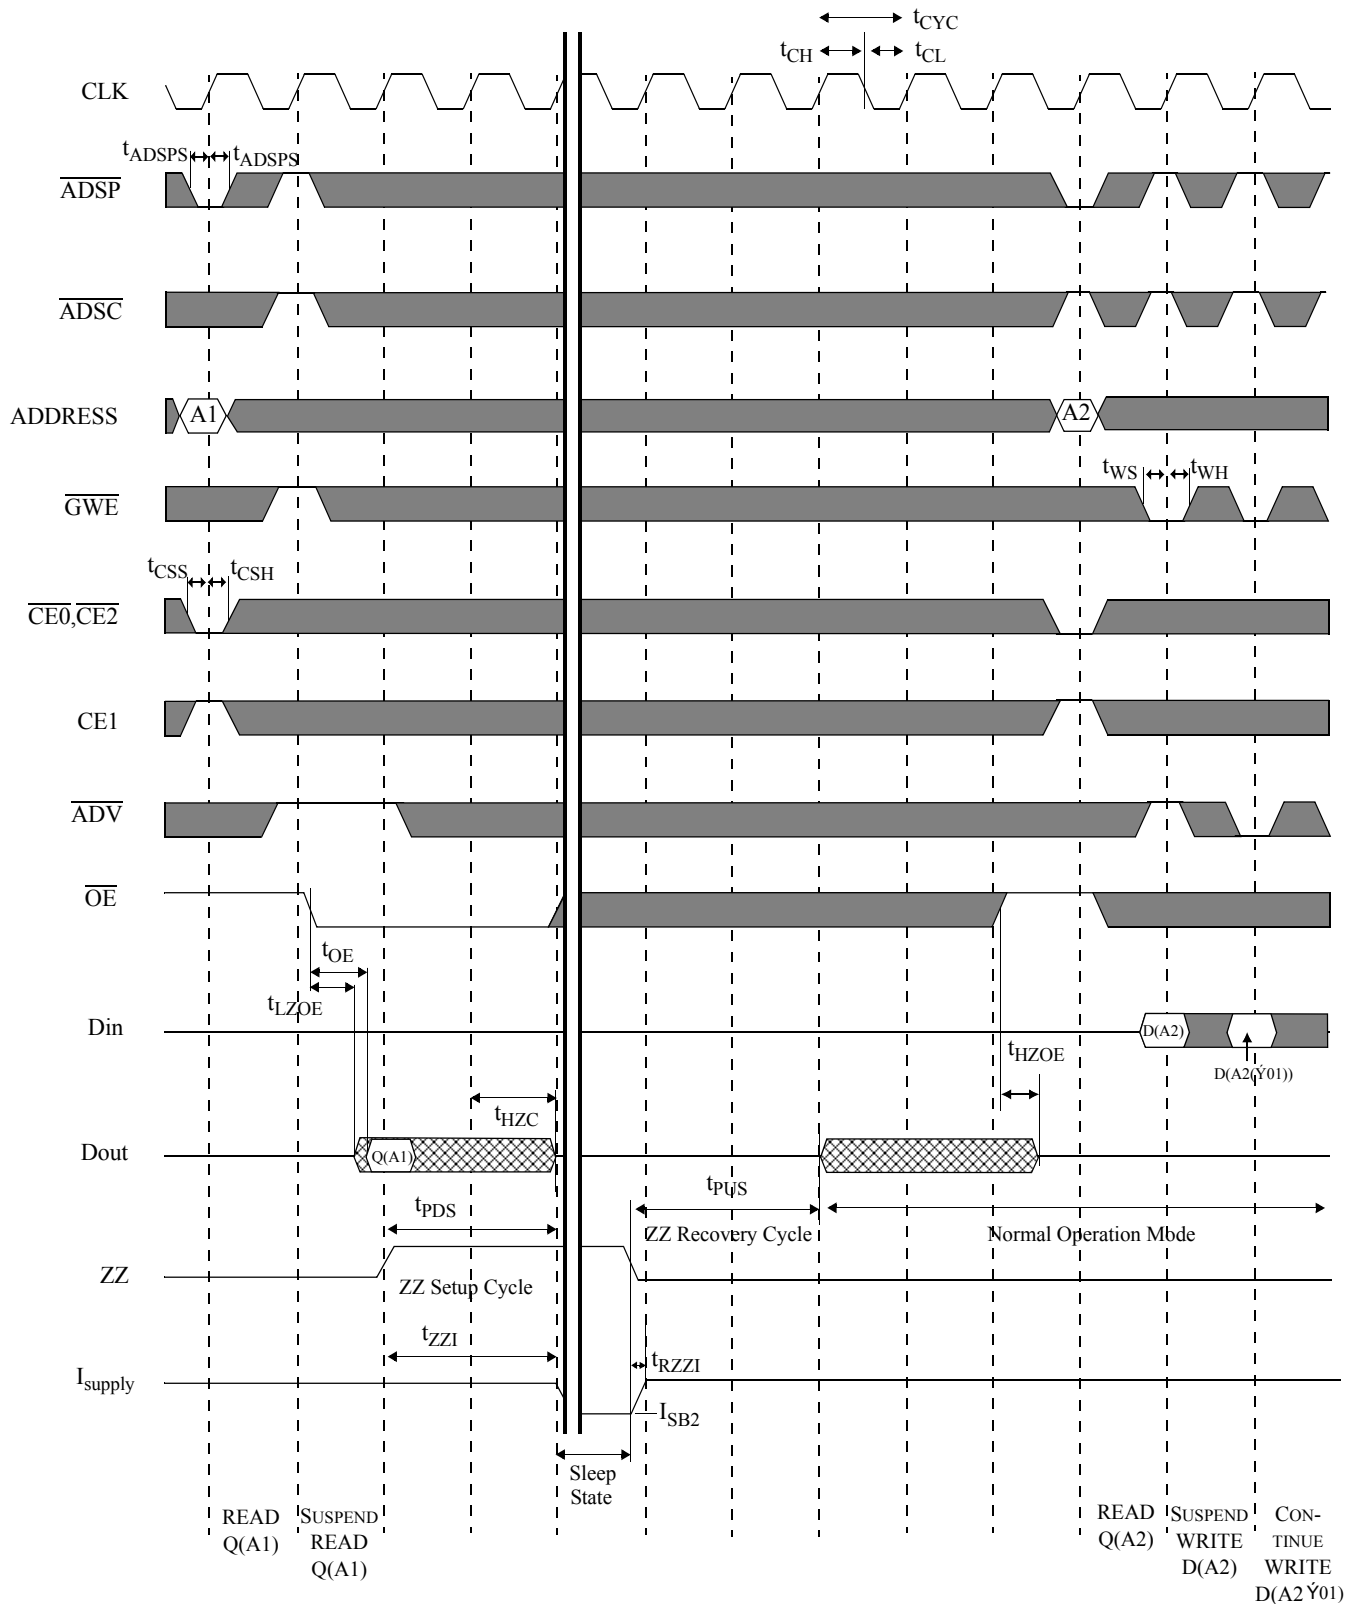 tCYC
tCH
tCL
CLK
tADSPS
tADSPS
ADSP
ADSC
ADDRESS
A1
A2
tWS
tWH
GWE
tCSS
tCSH
CE0,CE2
CE1
ADV
OE
tOE
tLZOE
Din
D(A2)
tHZOE
D(A2(Ý01))
tHZC
Dout
Q(A1)
tPUS
tPDS
ZZ Recovery Cycle
Normal Operation Mode
ZZ
ZZ Setup Cycle
tZZI
tRZZI
Isupply
ISB2
Sleep
State
READ
Q(A1)
SUSPEND
READ
Q(A1)
READ
Q(A2)
SUSPEND
WRITE
D(A2)
CON-
TINUE
WRITE
D(A2Ý01)